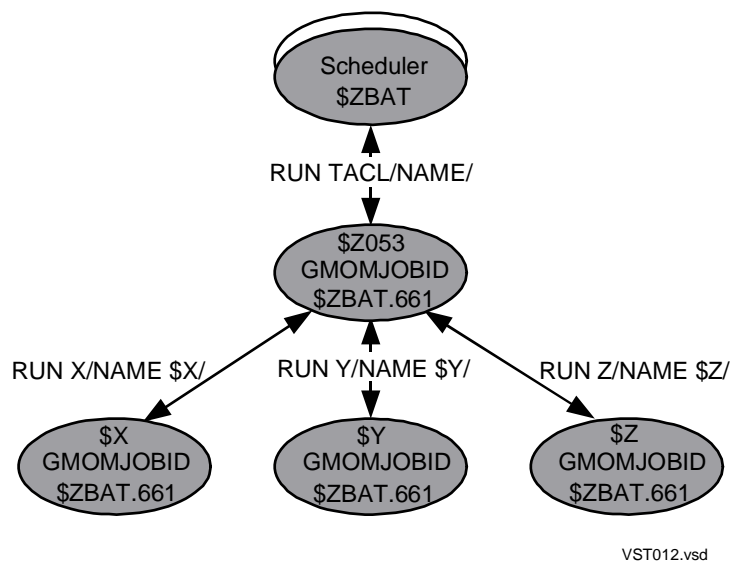 Scheduler
$ZBAT
RUN TACL/NAME/
$Z053
GMOMJOBID
$ZBAT.661
RUN X/NAME $X/
RUN Y/NAME $Y/
RUN Z/NAME $Z/
$X
GMOMJOBID
$ZBAT.661
$Y
GMOMJOBID
$ZBAT.661
$Z
GMOMJOBID
$ZBAT.661
VST012.vsd